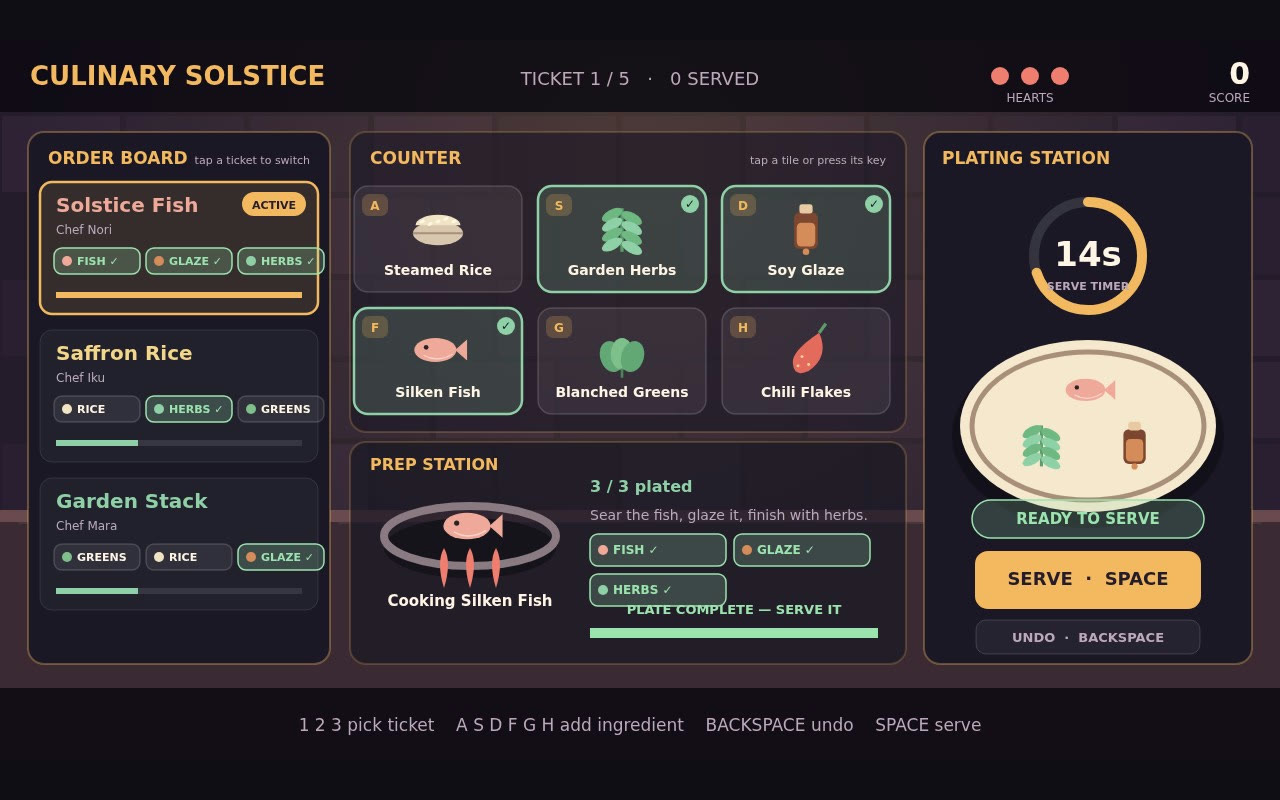 CULINARY SOLSTICE
TICKET 1 / 5 · 0 SERVED
HEARTS
0
SCORE
ORDER BOARD tap a ticket to switch
Solstice Fish
ACTIVE
Chef Nori
FISH ✓ GLAZE ✓ HERBS ✓
Saffron Rice
Chef Iku
RICE HERBS ✓ GREENS
Garden Stack
Chef Mara
GREENS RICE GLAZE ✓
COUNTER
tap a tile or press its key
A
Steamed Rice
S ✓
Garden Herbs
D ✓
Soy Glaze
F ✓
Silken Fish
G
Blanched Greens
H
Chili Flakes
PREP STATION
Cooking Silken Fish
3 / 3 plated
Sear the fish, glaze it, finish with herbs.
FISH ✓ GLAZE ✓
HERBS ✓
PLATE COMPLETE — SERVE IT
PLATING STATION
14s
SERVE TIMER
READY TO SERVE
SERVE · SPACE
UNDO · BACKSPACE
1 2 3 pick ticket A S D F G H add ingredient BACKSPACE undo SPACE serve